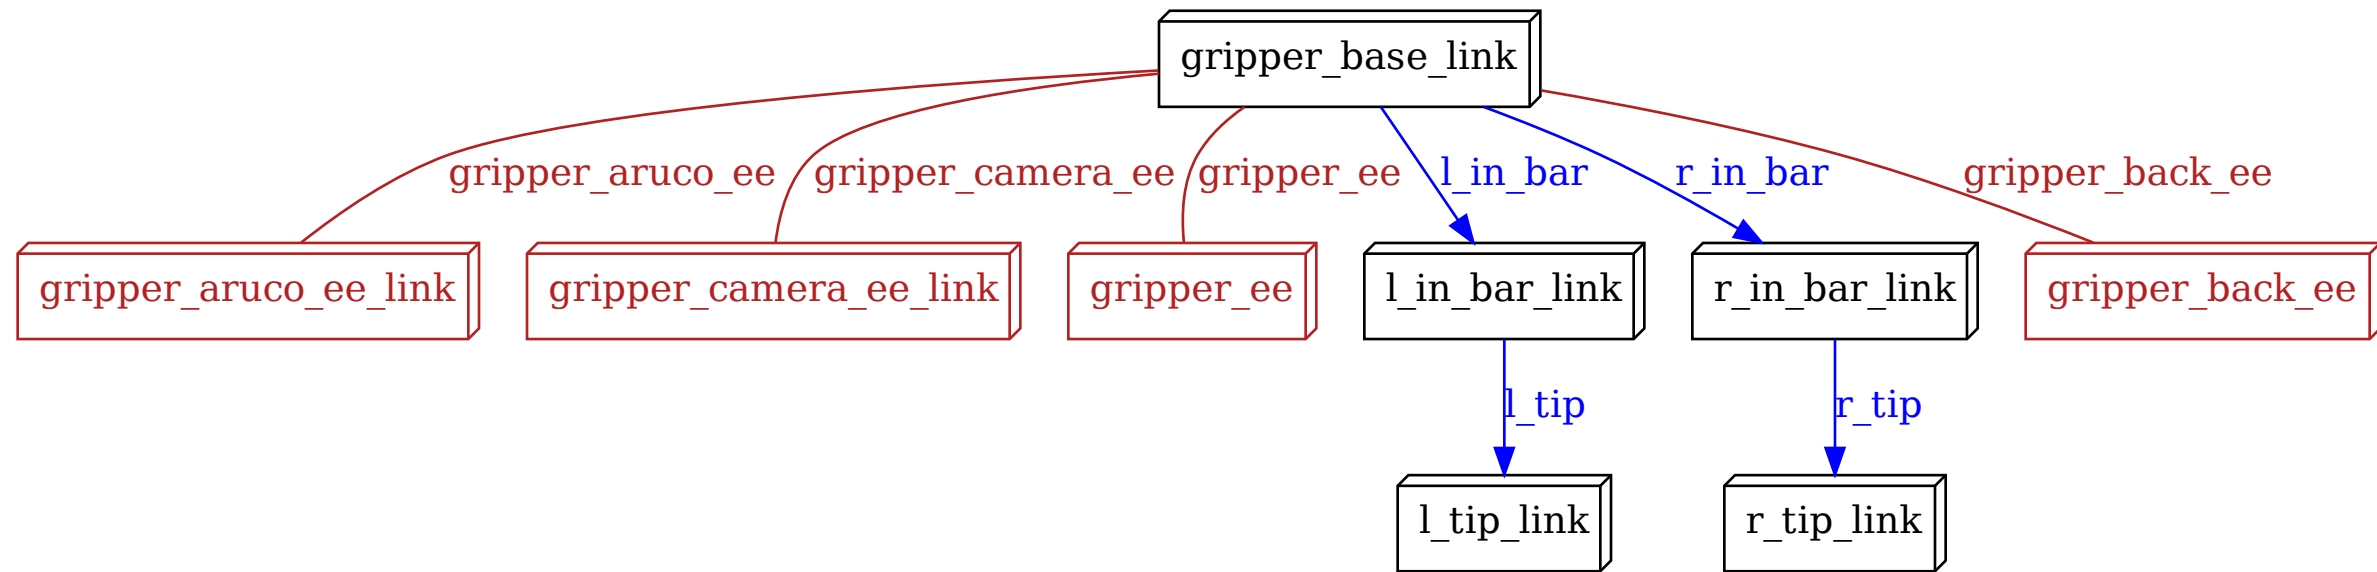 gripper_base_link
gripper_aruco_ee
gripper_camera_ee
gripper_ee
l_in_bar
r_in_bar
gripper_back_ee
gripper_aruco_ee_link
gripper_camera_ee_link
gripper_ee
l_in_bar_link
r_in_bar_link
gripper_back_ee
l_tip
r_tip
l_tip_link
r_tip_link